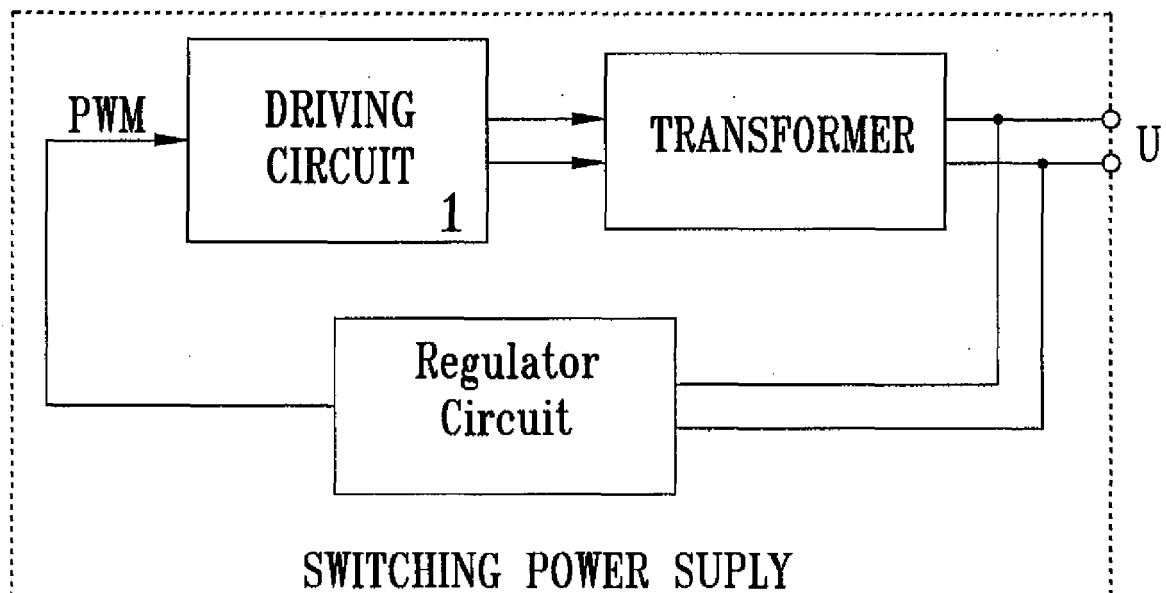 PWM
DRIVING
CIRCUIT
1
TRANSFORMER
U
Regulator
Circuit
SWITCHING POWER SUPLY